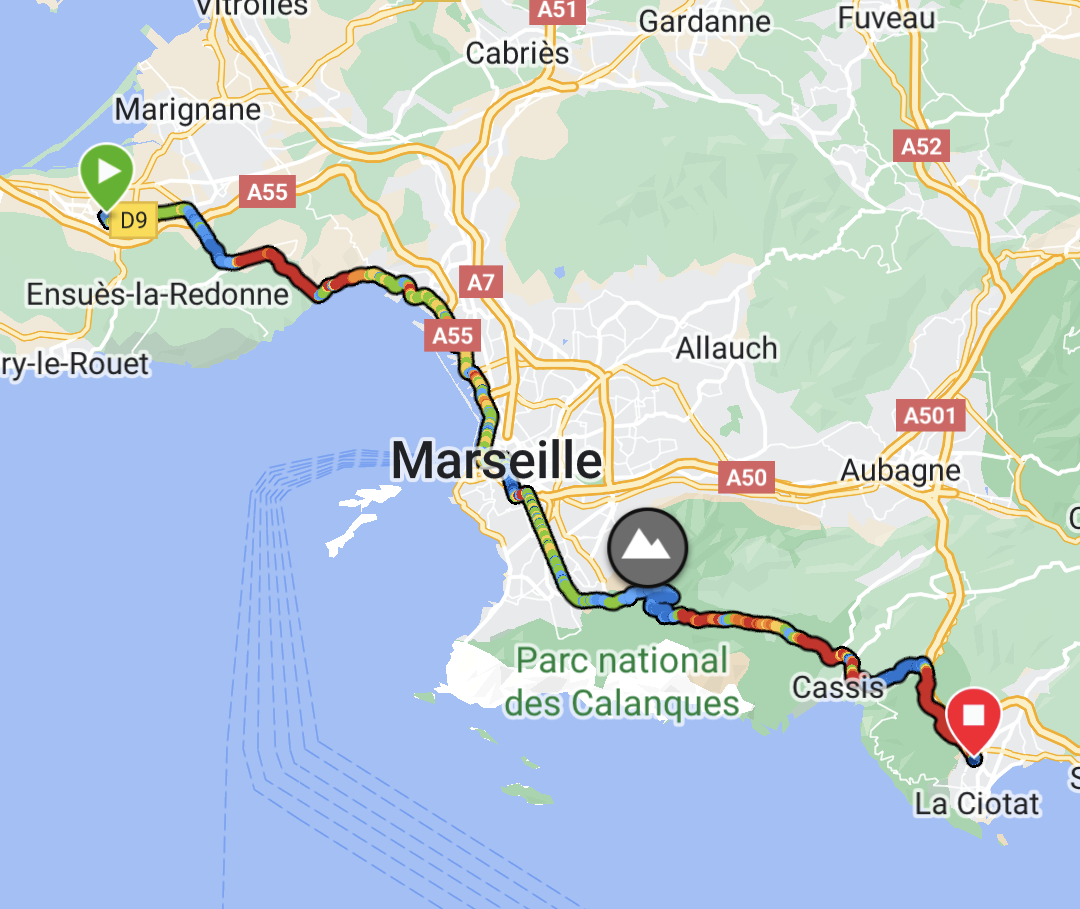 Vitrolles
A51
Gardanne
Fuveau
Cabriès
Marignane
A52
A55
D9
A7
Ensuès-la-Redonne
A55
Allauch
ry-le-Rouet
A501
Marseille
A50
Aubagne
Parc national
des Calanques
Cassis
La Ciotat